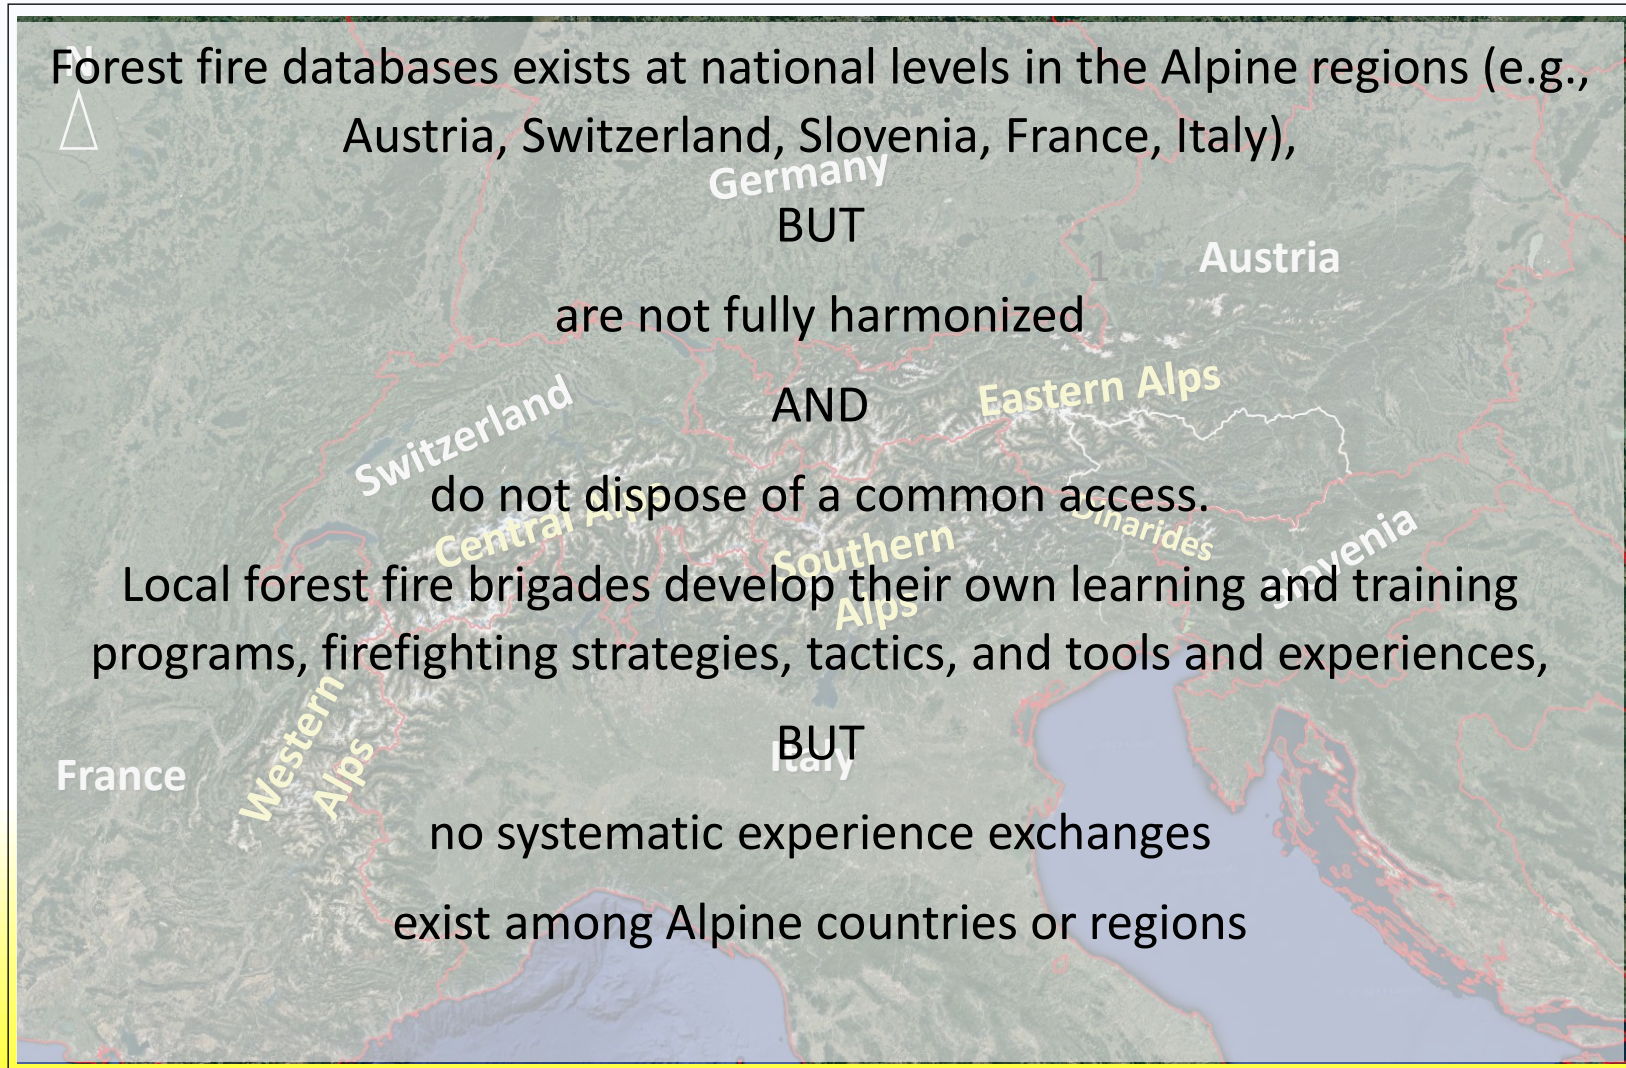 Forest fire databases exists at national levels in the Alpine regions (e.g.,
Austria, Switzerland, Slovenia, France, Italy),
BUT
are not fully harmonized
AND
do not dispose of a common access.
Local forest fire brigades develop their own learning and training
programs, firefighting strategies, tactics, and tools and experiences,
BUT
no systematic experience exchanges
exist among Alpine countries or regions
N
Germany
1
Austria
Switzerland
Eastern Alps
Central Alps
Southern
Alps
Dinarides
Slovenia
Western
Alps
France
Italy